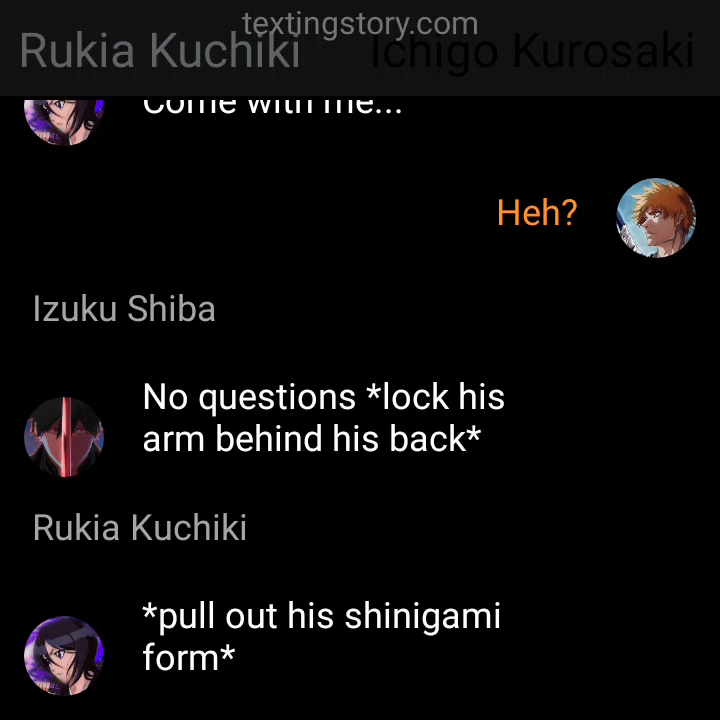 textingstory.com
Rukia Kuchiki Ichigo Kurosaki
Come with me...
Heh?
Izuku Shiba
No questions *lock his
arm behind his back*
Rukia Kuchiki
*pull out his shinigami
form*